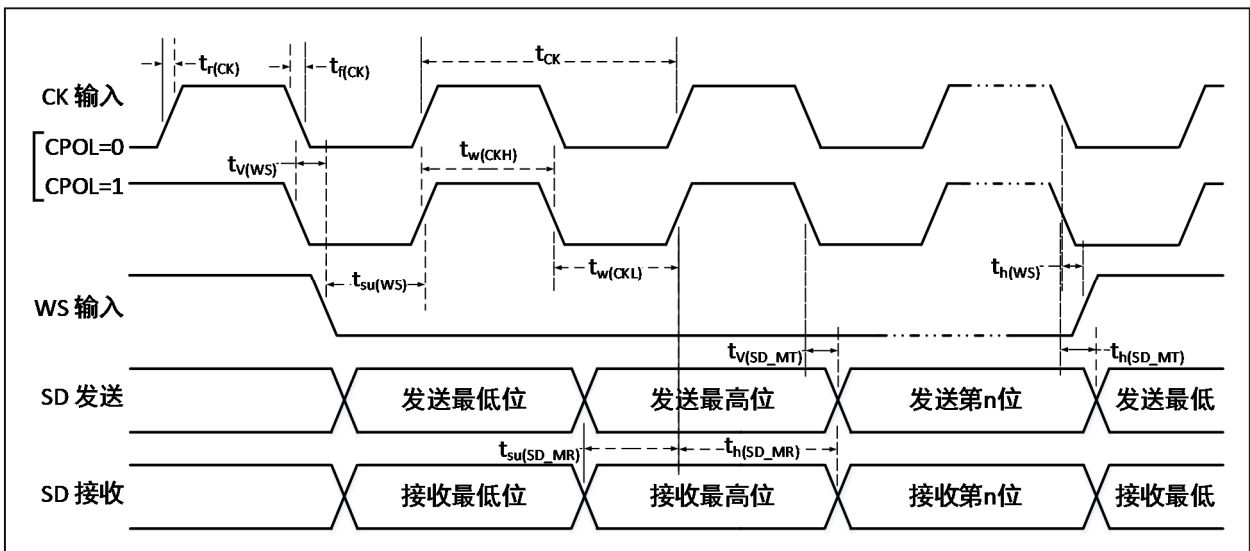 tr(CK)
tf(CK)
tCK
CK 输入
CPOL=0
tV(WS)
tw(CKH)
CPOL=1
tsu(WS)
tw(CKL)
th(WS)
WS 输入
tV(SD_MT)
th(SD_MT)
SD 发送
发送最低位
发送最高位
发送第n位
发送最低
tsu(SD_MR)
th(SD_MR)
SD 接收
接收最低位
接收最高位
接收第n位
接收最低